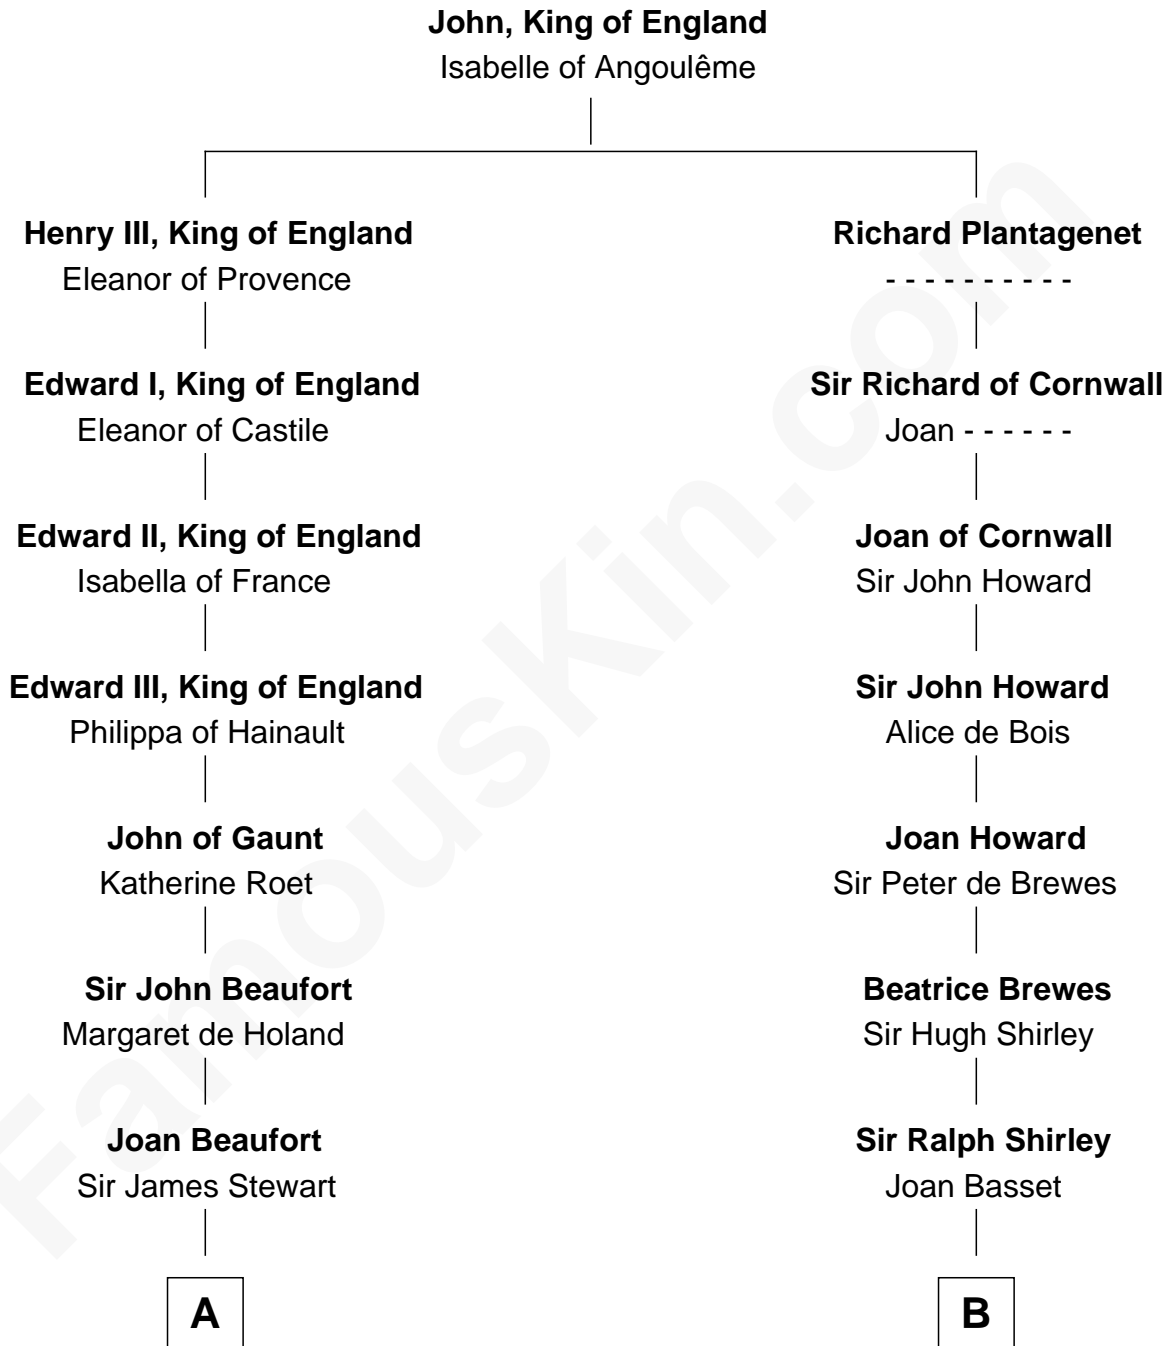 John, King of England
Isabelle of Angoulême
Henry III, King of England
Eleanor of Provence
Edward I, King of England
Eleanor of Castile
Edward II, King of England
Isabella of France
Edward III, King of England
Philippa of Hainault
John of Gaunt
Katherine Roet
Sir John Beaufort
Margaret de Holand
Joan Beaufort
Sir James Stewart
A
Richard Plantagenet
- - - - - - - - - -
Sir Richard of Cornwall
Joan - - - - - -
Joan of Cornwall
Sir John Howard
Sir John Howard
Alice de Bois
Joan Howard
Sir Peter de Brewes
Beatrice Brewes
Sir Hugh Shirley
Sir Ralph Shirley
Joan Basset
B
FamousKin.com